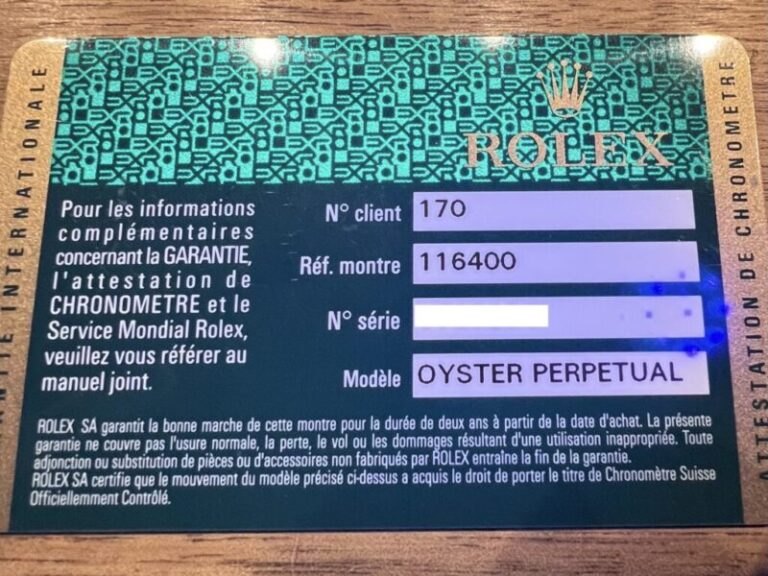 ROLEX
GARANTIE INTERNATIONALE
Pour les informations
complémentaires
concernant la GARANTIE,
l'attestation de
CHRONOMETRE et le
Service Mondial Rolex,
veuillez vous référer au
manuel joint.
N° client 170
Réf. montre 116400
N° série
Modèle OYSTER PERPETUAL
ATTESTATION DE CHRONOMETRE
ROLEX SA garantit la bonne marche de cette montre pour la durée de deux ans à partir de la date d'achat. La présente
garantie ne couvre pas l'usure normale, la perte, le vol ou les dommages résultant d'une utilisation inappropriée. Toute
adjonction ou substitution de pièces ou d'accessoires non fabriqués par ROLEX entraîne la fin de la garantie.
ROLEX SA certifie que le mouvement du modèle précisé ci-dessus a acquis le droit de porter le titre de Chronomètre Suisse
Officiellement Contrôlé.